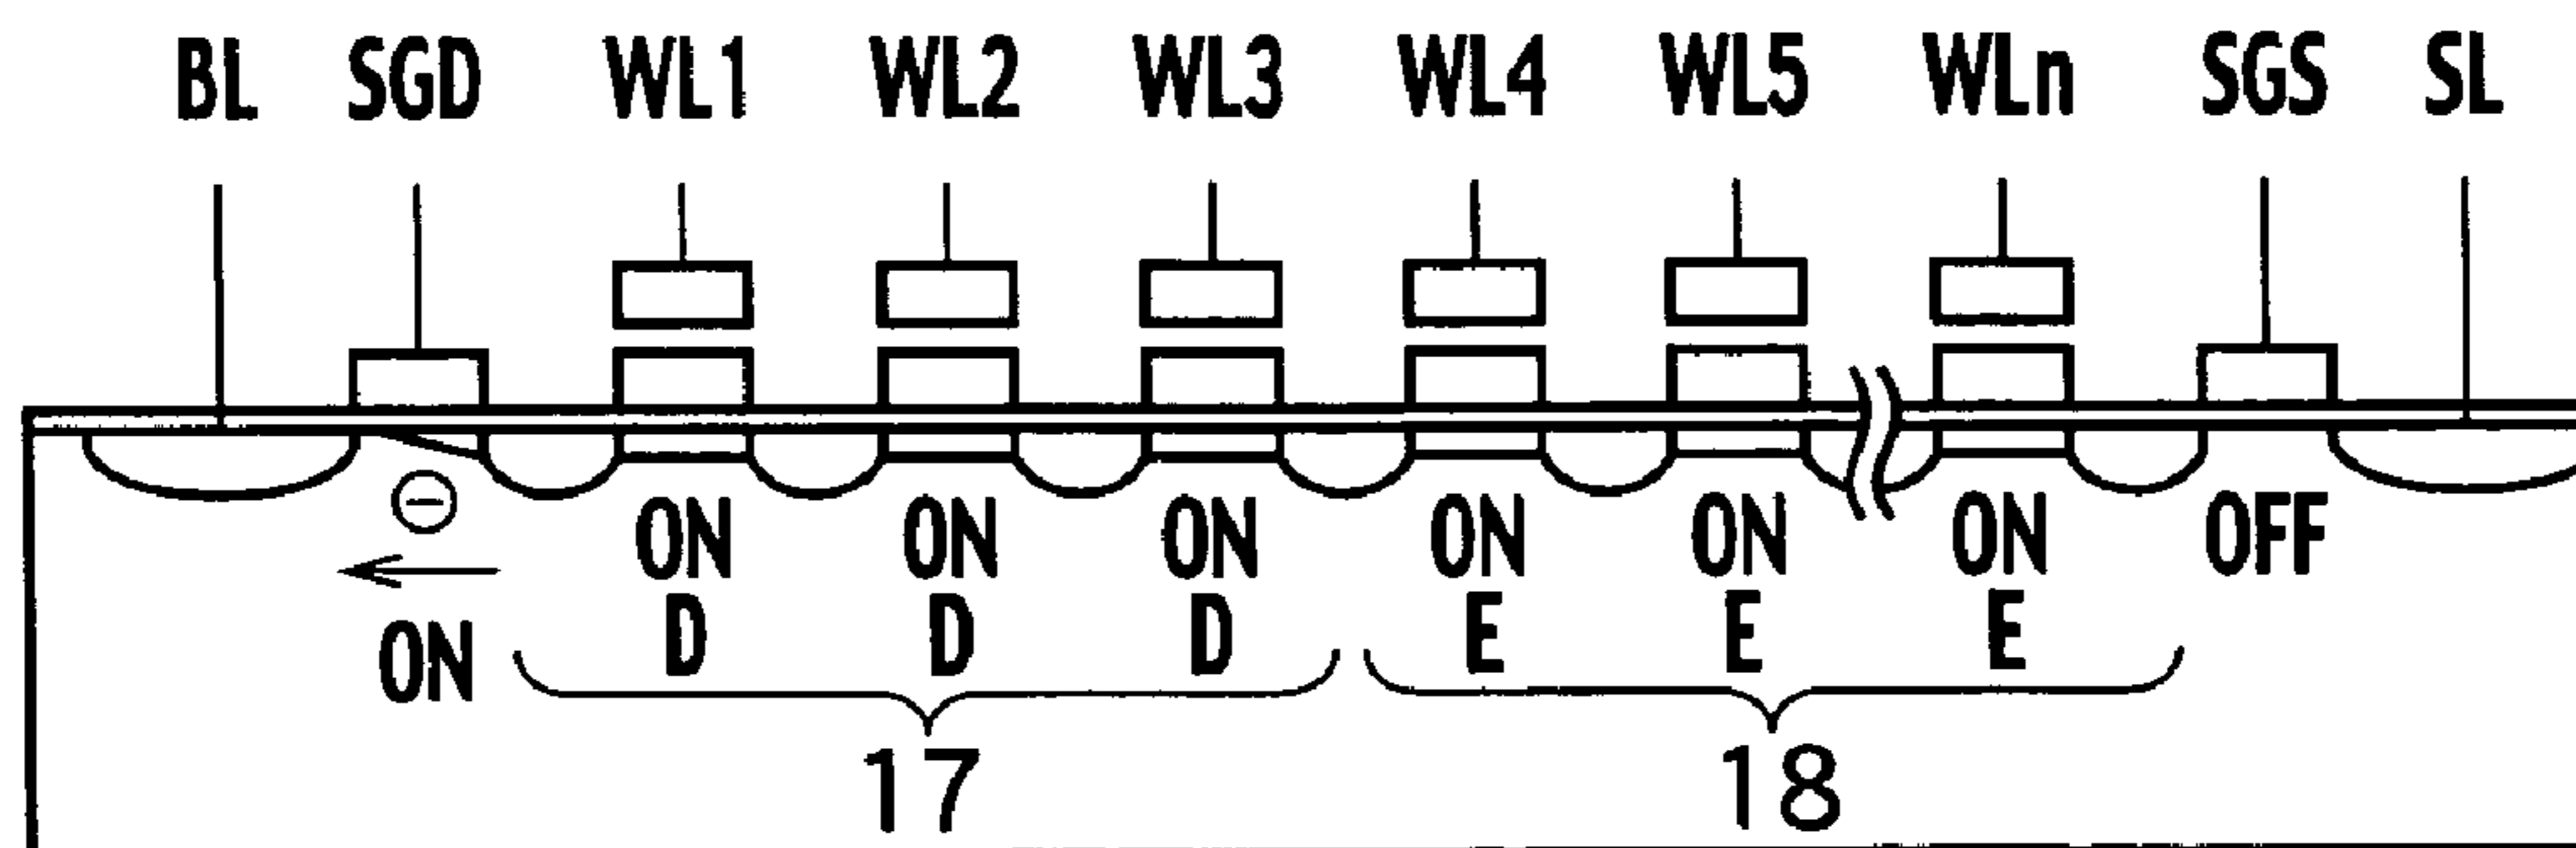 BL SGD WL1 WL2 WL3 WL4 WL5 WLn SGS SL
⊖ ON ON ON ON ON ON OFF
ON D D D E E E
17 18